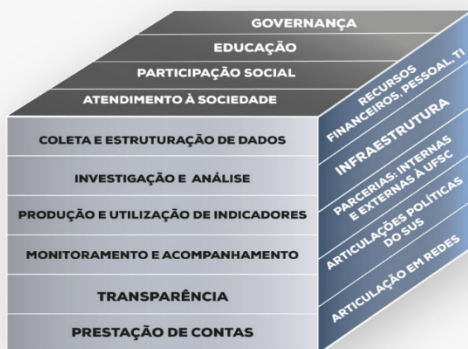 GOVERNANÇA
EDUCAÇÃO
PARTICIPAÇÃO SOCIAL
ATENDIMENTO À SOCIEDADE
COLETA E ESTRUTURAÇÃO DE DADOS
INVESTIGAÇÃO E ANÁLISE
PRODUÇÃO E UTILIZAÇÃO DE INDICADORES
MONITORAMENTO E ACOMPANHAMENTO
TRANSPARÊNCIA
PRESTAÇÃO DE CONTAS
RECURSOS
FINANCEIROS, PESSOAL, TI
INFRAESTRUTURA
PARCERIAS: INTERNAS
E EXTERNAS À UFSC
ARTICULAÇÕES POLÍTICAS
DO SUS
ARTICULAÇÃO EM REDES